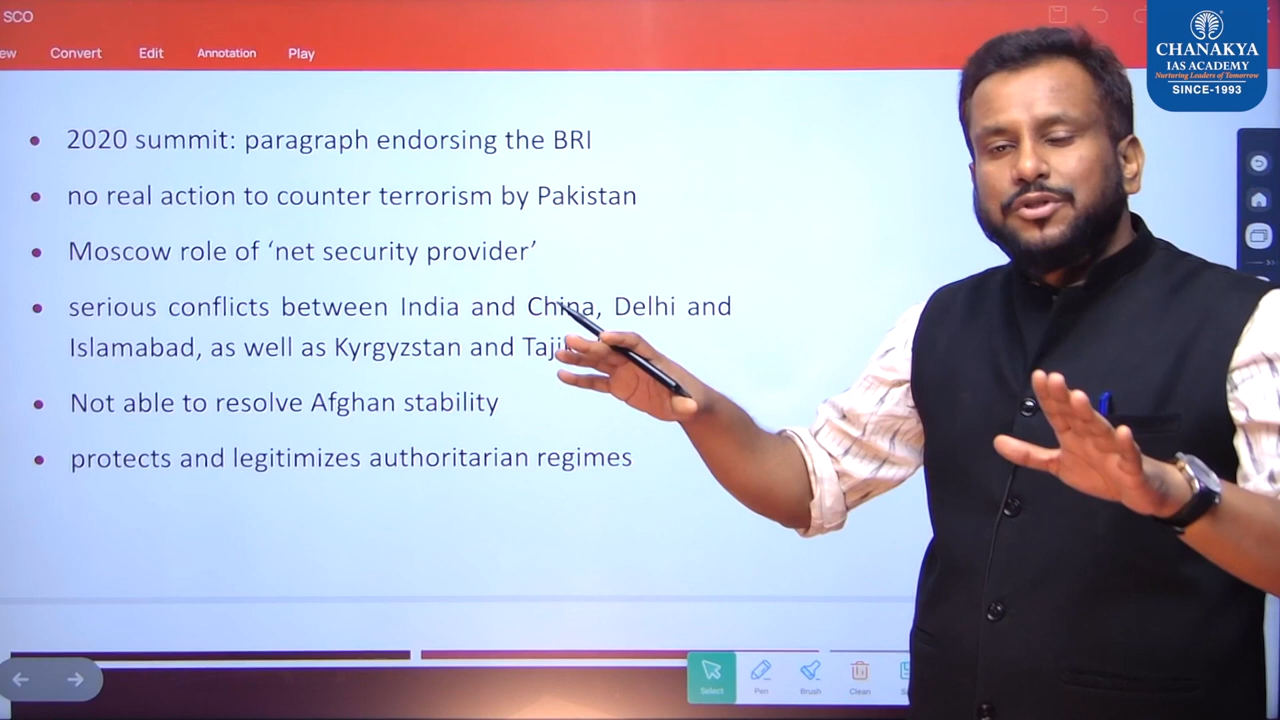 SCO
Convert Edit Annotation Play
CHANAKYA
IAS ACADEMY
Nurturing Leaders of Tomorrow
SINCE-1993
• 2020 summit: paragraph endorsing the BRI
• no real action to counter terrorism by Pakistan
• Moscow role of ‘net security provider’
• serious conflicts between India and China, Delhi and
Islamabad, as well as Kyrgyzstan and
• Not able to resolve Afghan stability
• protects and legitimizes authoritarian regimes
Select Pen Brush Clean